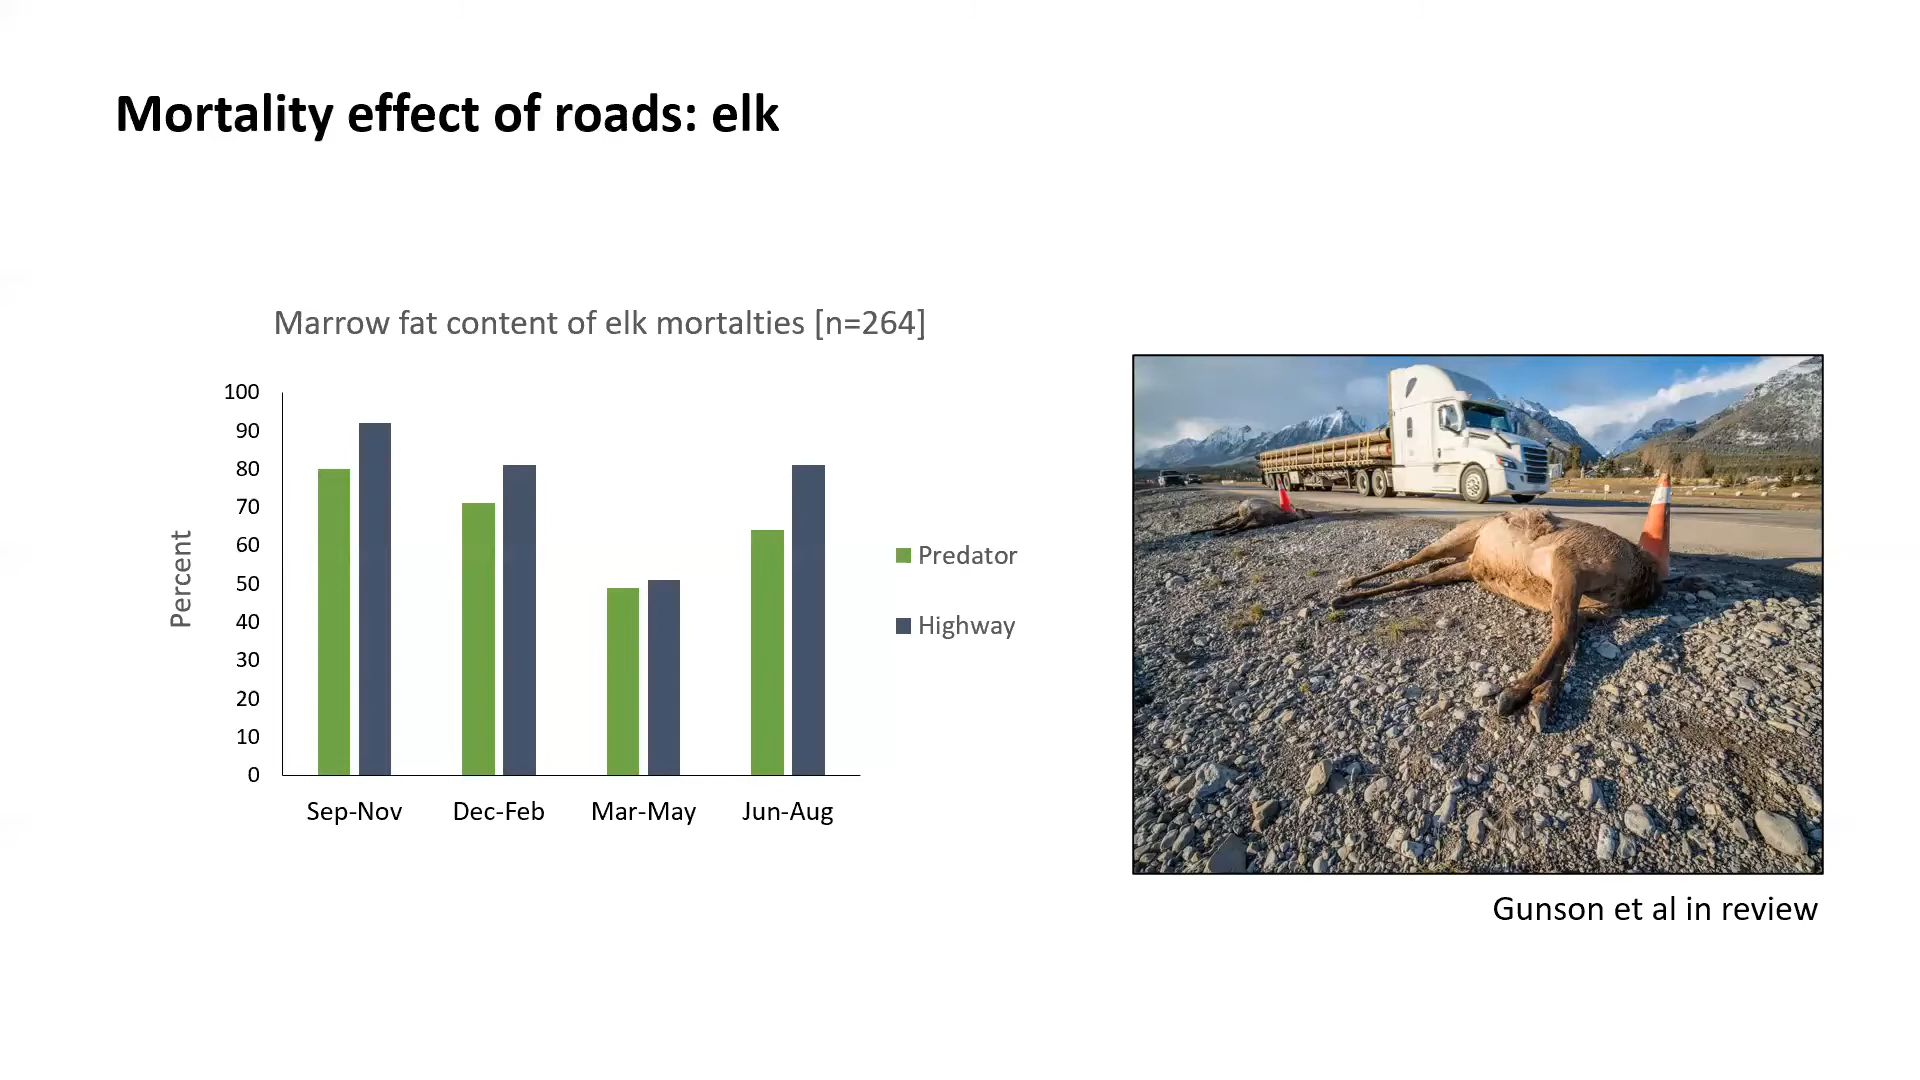 Mortality effect of roads: elk
Marrow fat content of elk mortalties [n=264]
100
90
80
70
60
50
40
30
20
10
0
Percent
Sep-Nov
Dec-Feb
Mar-May
Jun-Aug
Predator
Highway
Gunson et al in review